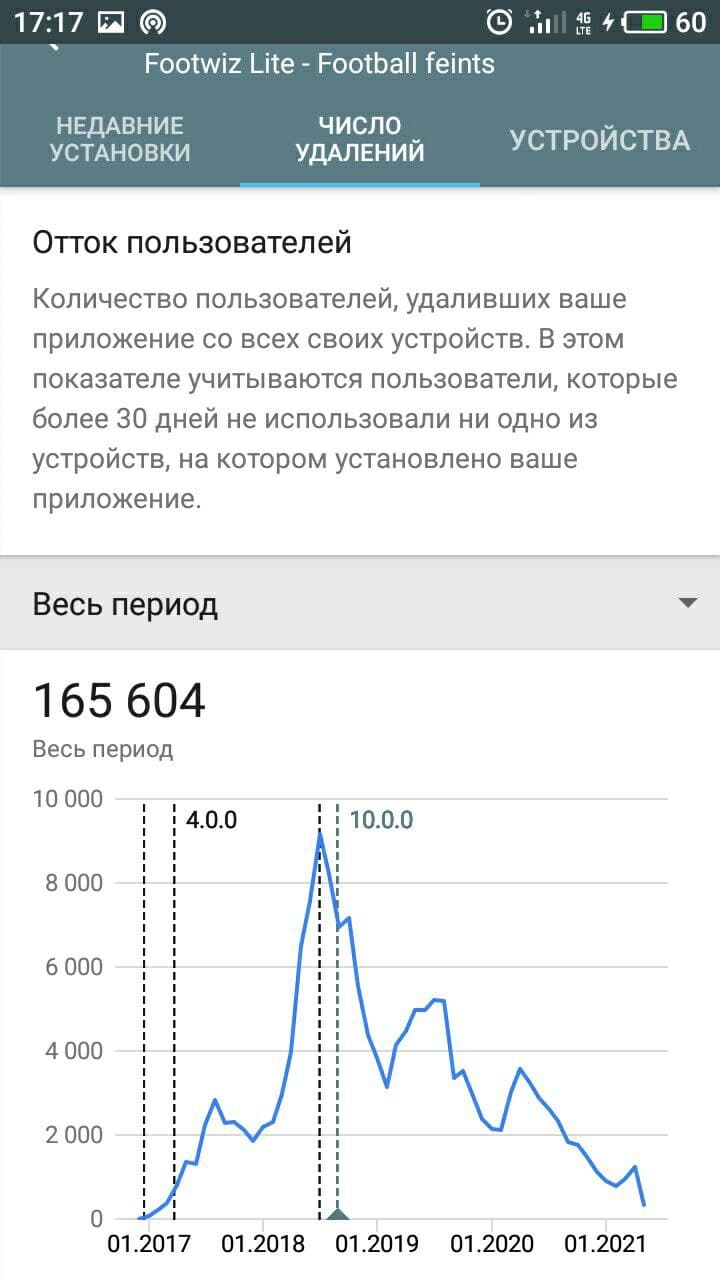 17:17
4G
LTE
60
Footwiz Lite - Football feints
НЕДАВНИЕ
УСТАНОВКИ
ЧИСЛО
УДАЛЕНИЙ
УСТРОЙСТВА
Отток пользователей
Количество пользователей, удаливших ваше
приложение со всех своих устройств. В этом
показателе учитываются пользователи, которые
более 30 дней не использовали ни одно из
устройств, на котором установлено ваше
приложение.
Весь период
165 604
Весь период
10 000
4.0.0
10.0.0
8 000
6 000
4 000
2 000
0
01.2017 01.2018 01.2019 01.2020 01.2021